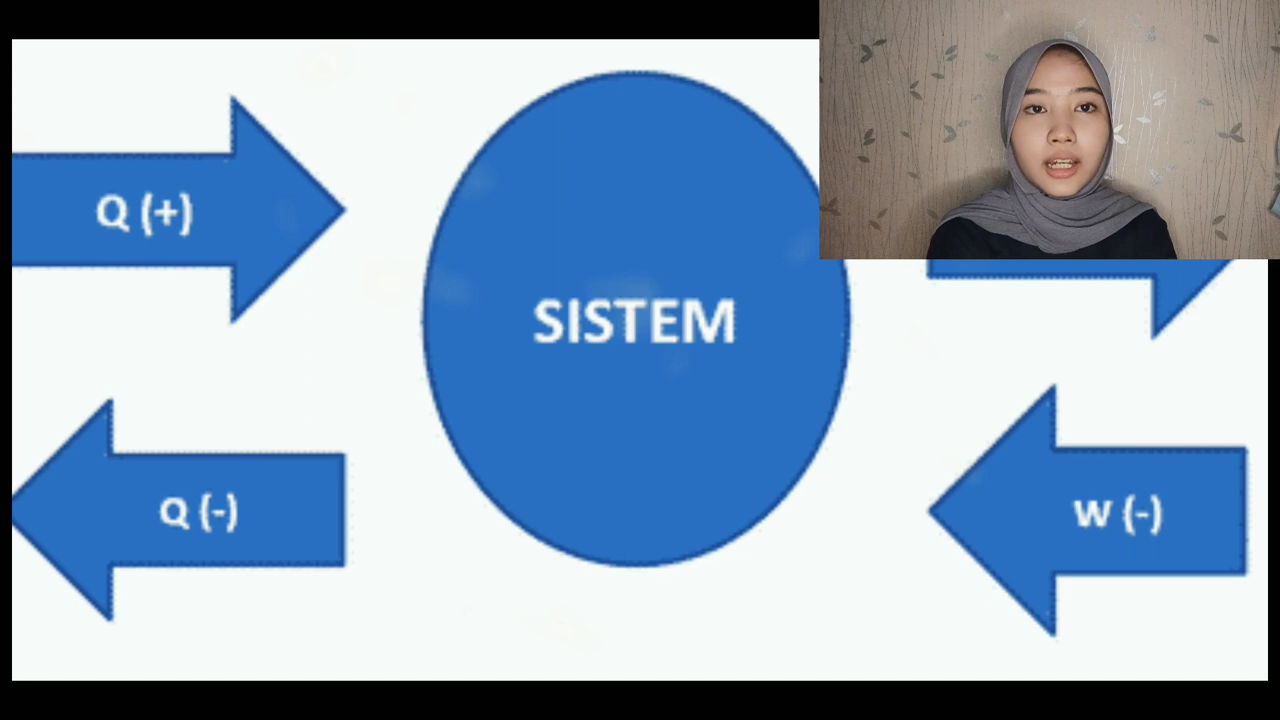 Q (+)
SISTEM
Q (-)
W (-)